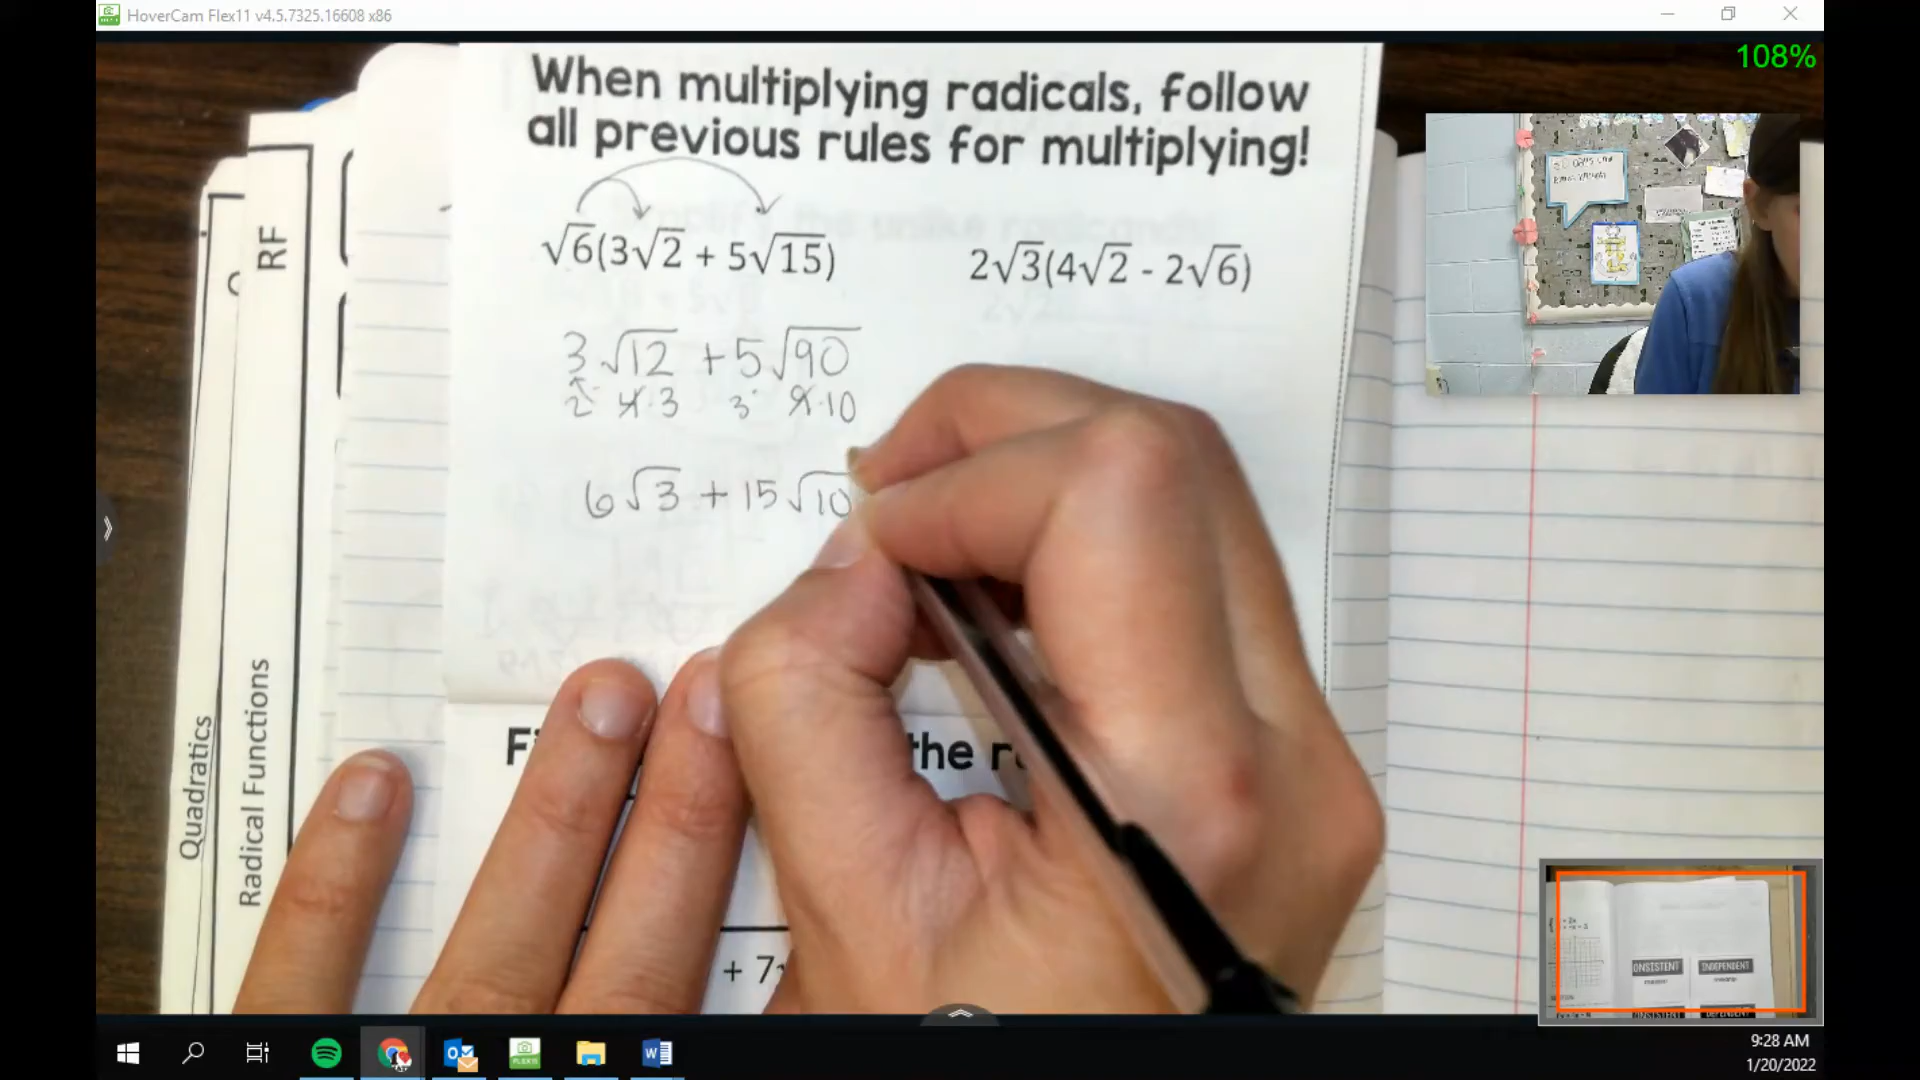 HoverCam Flex11 v4.5.7325.16608 x86
108%
When multiplying radicals, follow
all previous rules for multiplying!
√6(3√2 + 5√15)
2√3(4√2 - 2√6)
3√12 + 5√90
2 4·3 3 9·10
6√3 + 15√10
RF
Quadratics
Radical Functions
the
+ 7
INDEPENDENT
9:28 AM
1/20/2022